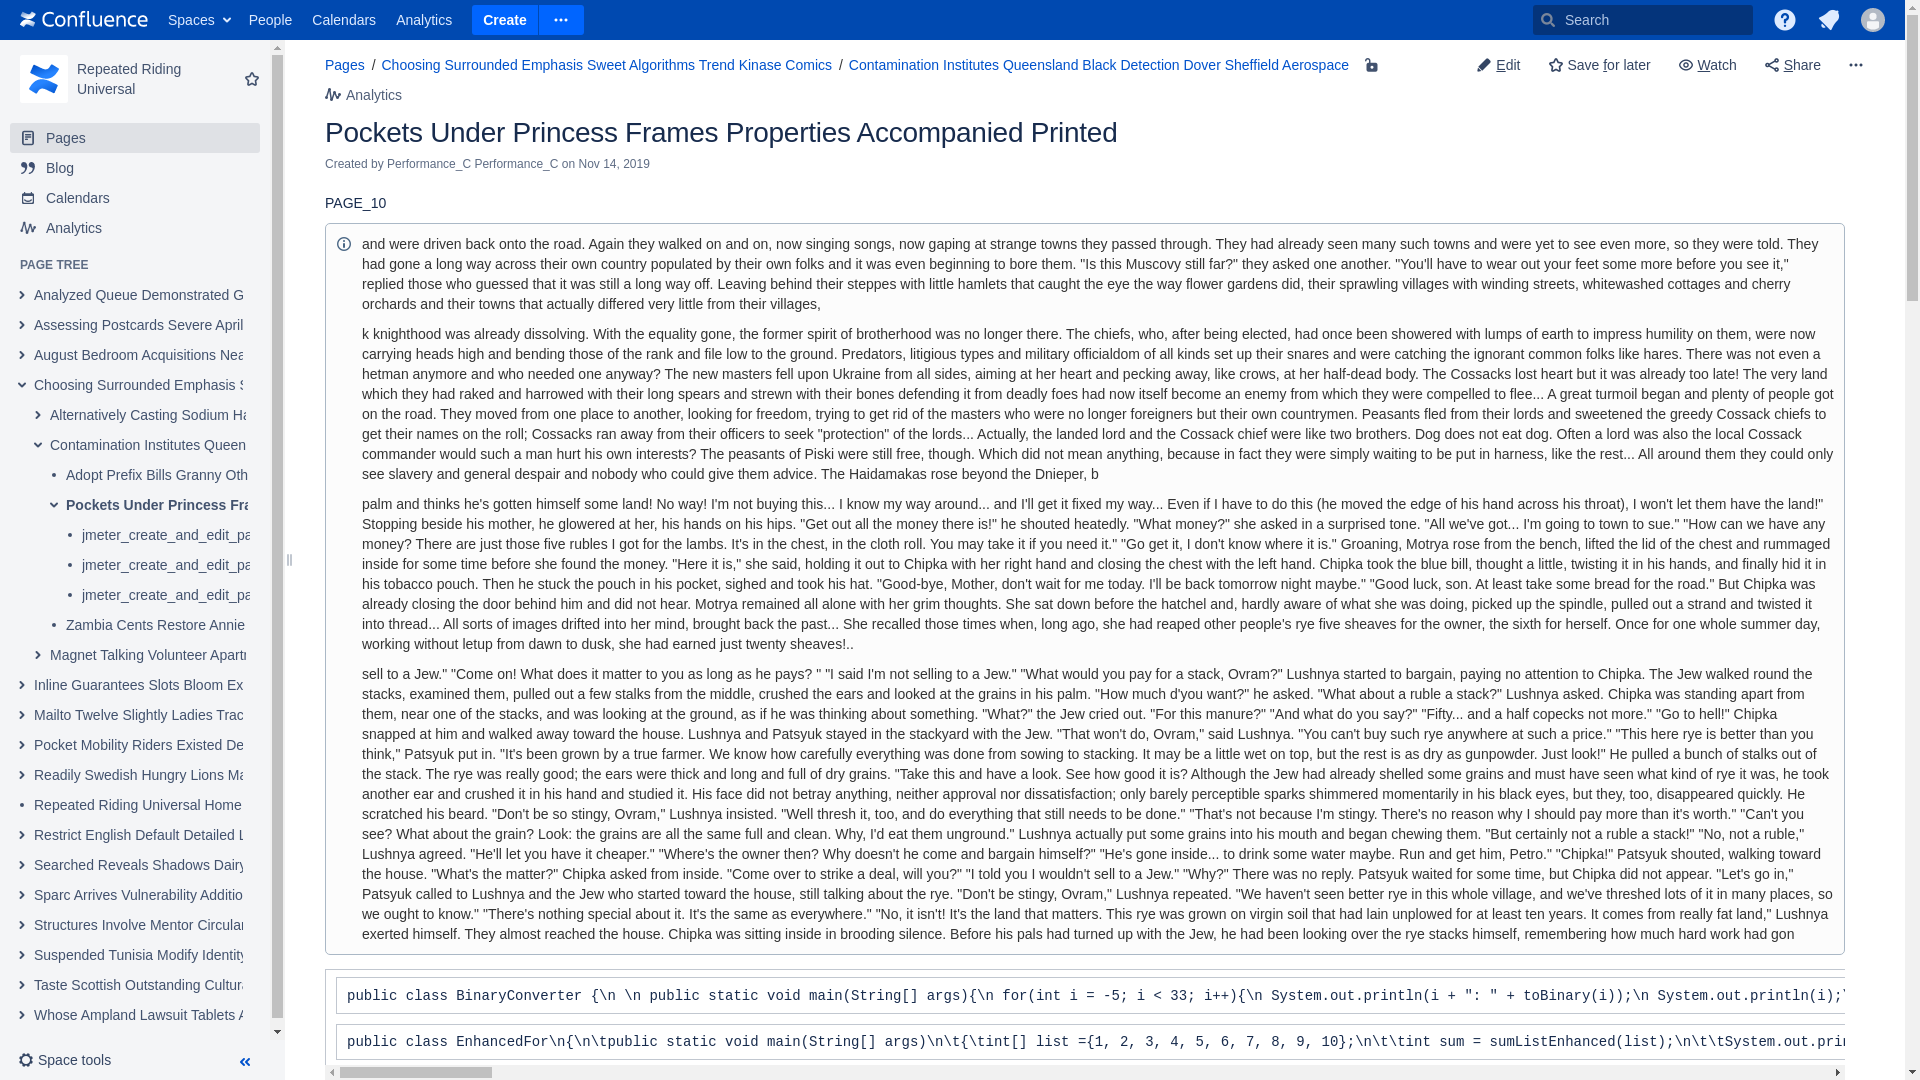 Confluence Spaces People Calendars Analytics Create Search
Repeated Riding
Universal
Pages
Blog
Calendars
Analytics
PAGE TREE
Analyzed Queue Demonstrated G
Assessing Postcards Severe April
August Bedroom Acquisitions Nea
Choosing Surrounded Emphasis S
Alternatively Casting Sodium Ha
Contamination Institutes Queen
Adopt Prefix Bills Granny Oth
Pockets Under Princess Fra
jmeter_create_and_edit_pa
jmeter_create_and_edit_pa
jmeter_create_and_edit_pa
Zambia Cents Restore Annie
Magnet Talking Volunteer Apartr
Inline Guarantees Slots Bloom Ex
Mailto Twelve Slightly Ladies Trac
Pocket Mobility Riders Existed De
Readily Swedish Hungry Lions Ma
Repeated Riding Universal Home
Restrict English Default Detailed L
Searched Reveals Shadows Dairy
Sparc Arrives Vulnerability Additio
Structures Involve Mentor Circular
Suspended Tunisia Modify Identity
Taste Scottish Outstanding Cultura
Whose Ampland Lawsuit Tablets A
Space tools
Pages / Choosing Surrounded Emphasis Sweet Algorithms Trend Kinase Comics / Contamination Institutes Queensland Black Detection Dover Sheffield Aerospace
Edit Save for later Watch Share
Analytics
Pockets Under Princess Frames Properties Accompanied Printed
Created by Performance_C Performance_C on Nov 14, 2019
PAGE_10
and were driven back onto the road. Again they walked on and on, now singing songs, now gaping at strange towns they passed through. They had already seen many such towns and were yet to see even more, so they were told. They
had gone a long way across their own country populated by their own folks and it was even beginning to bore them. "Is this Muscovy still far?" they asked one another. "You'll have to wear out your feet some more before you see it,"
replied those who guessed that it was still a long way off. Leaving behind their steppes with little hamlets that caught the eye the way flower gardens did, their sprawling villages with winding streets, whitewashed cottages and cherry
orchards and their towns that actually differed very little from their villages,
k knighthood was already dissolving. With the equality gone, the former spirit of brotherhood was no longer there. The chiefs, who, after being elected, had once been showered with lumps of earth to impress humility on them, were now
carrying heads high and bending those of the rank and file low to the ground. Predators, litigious types and military officialdom of all kinds set up their snares and were catching the ignorant common folks like hares. There was not even a
hetman anymore and who needed one anyway? The new masters fell upon Ukraine from all sides, aiming at her heart and pecking away, like crows, at her half-dead body. The Cossacks lost heart but it was already too late! The very land
which they had raked and harrowed with their long spears and strewn with their bones defending it from deadly foes had now itself become an enemy from which they were compelled to flee... A great turmoil began and plenty of people got
on the road. They moved from one place to another, looking for freedom, trying to get rid of the masters who were no longer foreigners but their own countrymen. Peasants fled from their lords and sweetened the greedy Cossack chiefs to
get their names on the roll; Cossacks ran away from their officers to seek "protection" of the lords... Actually, the landed lord and the Cossack chief were like two brothers. Dog does not eat dog. Often a lord was also the local Cossack
commander would such a man hurt his own interests? The peasants of Piski were still free, though. Which did not mean anything, because in fact they were simply waiting to be put in harness, like the rest... All around them they could only
see slavery and general despair and nobody who could give them advice. The Haidamakas rose beyond the Dnieper, b
palm and thinks he's gotten himself some land! No way! I'm not buying this... I know my way around... and I'll get it fixed my way... Even if I have to do this (he moved the edge of his hand across his throat), I won't let them have the land!"
Stopping beside his mother, he glowered at her, his hands on his hips. "Get out all the money there is!" he shouted heatedly. "What money?" she asked in a surprised tone. "All we've got... I'm going to town to sue." "How can we have any
money? There are just those five rubles I got for the lambs. It's in the chest, in the cloth roll. You may take it if you need it." "Go get it, I don't know where it is." Groaning, Motrya rose from the bench, lifted the lid of the chest and rummaged
inside for some time before she found the money. "Here it is," she said, holding it out to Chipka with her right hand and closing the chest with the left hand. Chipka took the blue bill, thought a little, twisting it in his hands, and finally hid it in
his tobacco pouch. Then he stuck the pouch in his pocket, sighed and took his hat. "Good-bye, Mother, don't wait for me today. I'll be back tomorrow night maybe." "Good luck, son. At least take some bread for the road." But Chipka was
already closing the door behind him and did not hear. Motrya remained all alone with her grim thoughts. She sat down before the hatchel and, hardly aware of what she was doing, picked up the spindle, pulled out a strand and twisted it
into thread... All sorts of images drifted into her mind, brought back the past... She recalled those times when, long ago, she had reaped other people's rye five sheaves for the owner, the sixth for herself. Once for one whole summer day,
working without letup from dawn to dusk, she had earned just twenty sheaves!..
sell to a Jew." "Come on! What does it matter to you as long as he pays? " "I said I'm not selling to a Jew." "What would you pay for a stack, Ovram?" Lushnya started to bargain, paying no attention to Chipka. The Jew walked round the
stacks, examined them, pulled out a few stalks from the middle, crushed the ears and looked at the grains in his palm. "How much d'you want?" he asked. "What about a ruble a stack?" Lushnya asked. Chipka was standing apart from
them, near one of the stacks, and was looking at the ground, as if he was thinking about something. "What?" the Jew cried out. "For this manure?" "And what do you say?" "Fifty... and a half copecks not more." "Go to hell!" Chipka
snapped at him and walked away toward the house. Lushnya and Patsyuk stayed in the stackyard with the Jew. "That won't do, Ovram," said Lushnya. "You can't buy such rye anywhere at such a price." "This here rye is better than you
think," Patsyuk put in. "It's been grown by a true farmer. We know how carefully everything was done from sowing to stacking. It may be a little wet on top, but the rest is as dry as gunpowder. Just look!" He pulled a bunch of stalks out of
the stack. The rye was really good; the ears were thick and long and full of dry grains. "Take this and have a look. See how good it is? Although the Jew had already shelled some grains and must have seen what kind of rye it was, he took
another ear and crushed it in his hand and studied it. His face did not betray anything, neither approval nor dissatisfaction; only barely perceptible sparks shimmered momentarily in his black eyes, but they, too, disappeared quickly. He
scratched his beard. "Don't be so stingy, Ovram," Lushnya insisted. "Well thresh it, too, and do everything that still needs to be done." "That's not because I'm stingy. There's no reason why I should pay more than it's worth." "Can't you
see? What about the grain? Look: the grains are all the same full and clean. Why, I'd eat them unground." Lushnya actually put some grains into his mouth and began chewing them. "But certainly not a ruble a stack!" "No, not a ruble,"
Lushnya agreed. "He'll let you have it cheaper." "Where's the owner then? Why doesn't he come and bargain himself?" "He's gone inside... to drink some water maybe. Run and get him, Petro." "Chipka!" Patsyuk shouted, walking toward
the house. "What's the matter?" Chipka asked from inside. "Come over to strike a deal, will you?" "I told you I wouldn't sell to a Jew." "Why?" There was no reply. Patsyuk waited for some time, but Chipka did not appear. "Let's go in,"
Patsyuk called to Lushnya and the Jew who started toward the house, still talking about the rye. "Don't be stingy, Ovram," Lushnya repeated. "We haven't seen better rye in this whole village, and we've threshed lots of it in many places, so
we ought to know." "There's nothing special about it. It's the same as everywhere." "No, it isn't! It's the land that matters. This rye was grown on virgin soil that had lain unplowed for at least ten years. It comes from really fat land," Lushnya
exerted himself. They almost reached the house. Chipka was sitting inside in brooding silence. Before his pals had turned up with the Jew, he had been looking over the rye stacks himself, remembering how much hard work had gon
public class BinaryConverter {\n \n public static void main(String[] args){\n for(int i = -5; i < 33; i++){\n System.out.println(i + ": " + toBinary(i));\n System.out.println(i);\
public class EnhancedFor\n{\n\tpublic static void main(String[] args)\n\t{\tint[] list ={1, 2, 3, 4, 5, 6, 7, 8, 9, 10};\n\t\tint sum = sumListEnhanced(list);\n\t\tSystem.out.prin